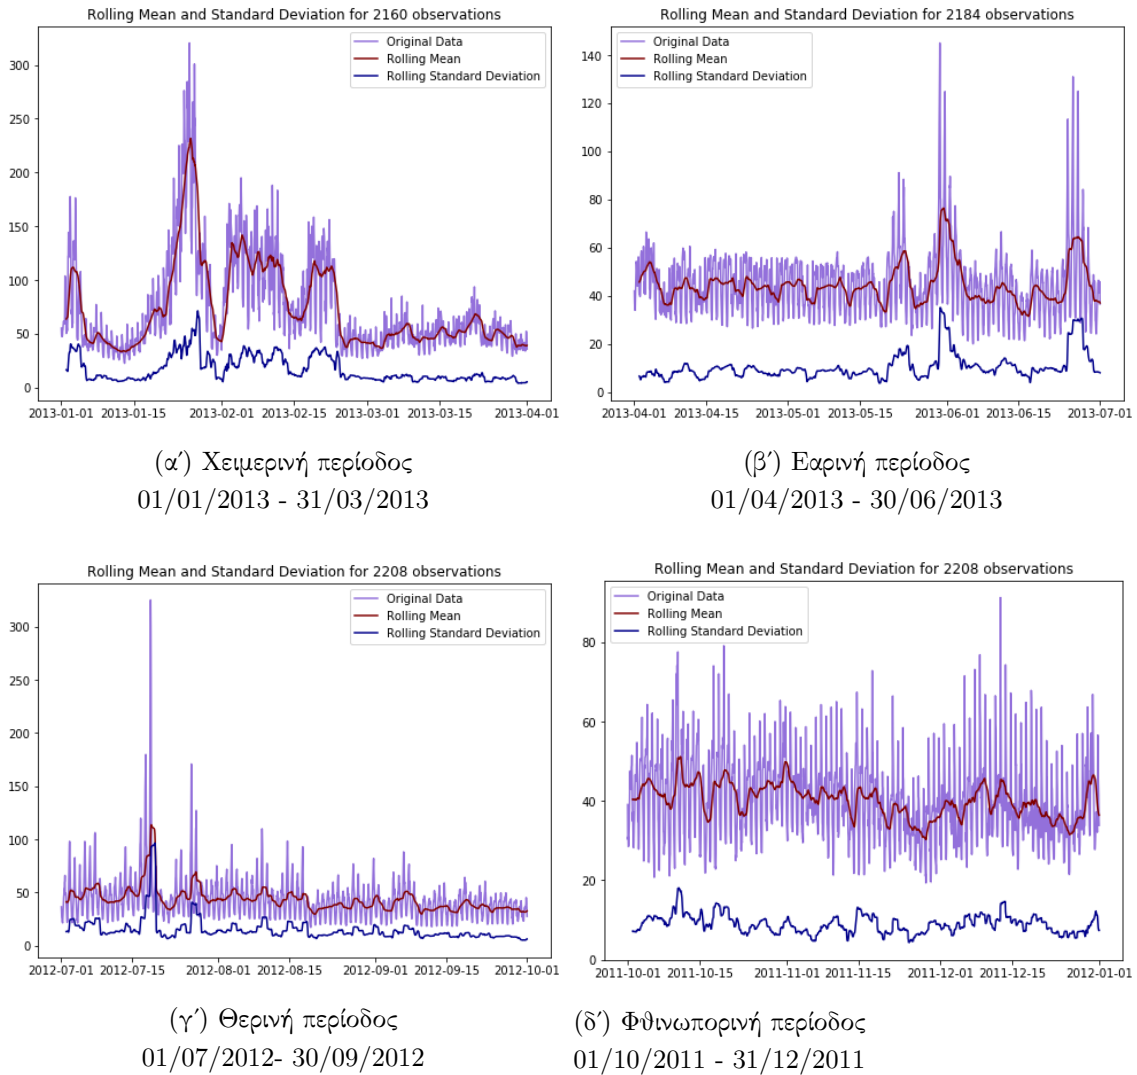 Rolling Mean and Standard Deviation for 2160 observations
Original Data
Rolling Mean
Rolling Standard Deviation
300
250
200
150
100
50
0
2013-01-01 2013-01-15 2013-02-01 2013-02-15 2013-03-01 2013-03-15 2013-04-01
(α΄) Χειμερινή περίοδος
01/01/2013 - 31/03/2013
Rolling Mean and Standard Deviation for 2184 observations
Original Data
Rolling Mean
Rolling Standard Deviation
140
120
100
80
60
40
20
0
2013-04-01 2013-04-15 2013-05-01 2013-05-15 2013-06-01 2013-06-15 2013-07-01
(β΄) Εαρινή περίοδος
01/04/2013 - 30/06/2013
Rolling Mean and Standard Deviation for 2208 observations
Original Data
Rolling Mean
Rolling Standard Deviation
300
250
200
150
100
50
0
2012-07-01 2012-07-15 2012-08-01 2012-08-15 2012-09-01 2012-09-15 2012-10-01
(γ΄) Θερινή περίοδος
01/07/2012- 30/09/2012
Rolling Mean and Standard Deviation for 2208 observations
Original Data
Rolling Mean
Rolling Standard Deviation
80
60
40
20
0
2011-10-01 2011-10-15 2011-11-01 2011-11-15 2011-12-01 2011-12-15 2012-01-01
(δ΄) Φθινωπορινή περίοδος
01/10/2011 - 31/12/2011